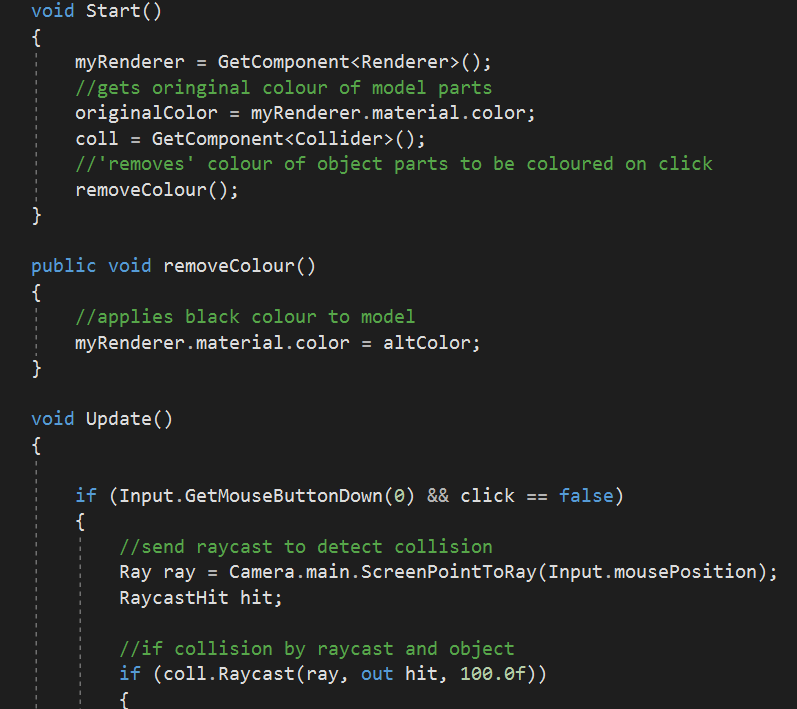 void Start()
{
myRenderer = GetComponent<Renderer>();
//gets oringinal colour of model parts
originalColor = myRenderer.material.color;
coll = GetComponent<Collider>();
//'removes' colour of object parts to be coloured on click
removeColour();
}
public void removeColour()
{
//applies black colour to model
myRenderer.material.color = altColor;
}
void Update()
{
if (Input.GetMouseButtonDown(0) && click == false)
{
//send raycast to detect collision
Ray ray = Camera.main.ScreenPointToRay(Input.mousePosition);
RaycastHit hit;
//if collision by raycast and object
if (coll.Raycast(ray, out hit, 100.0f))
{